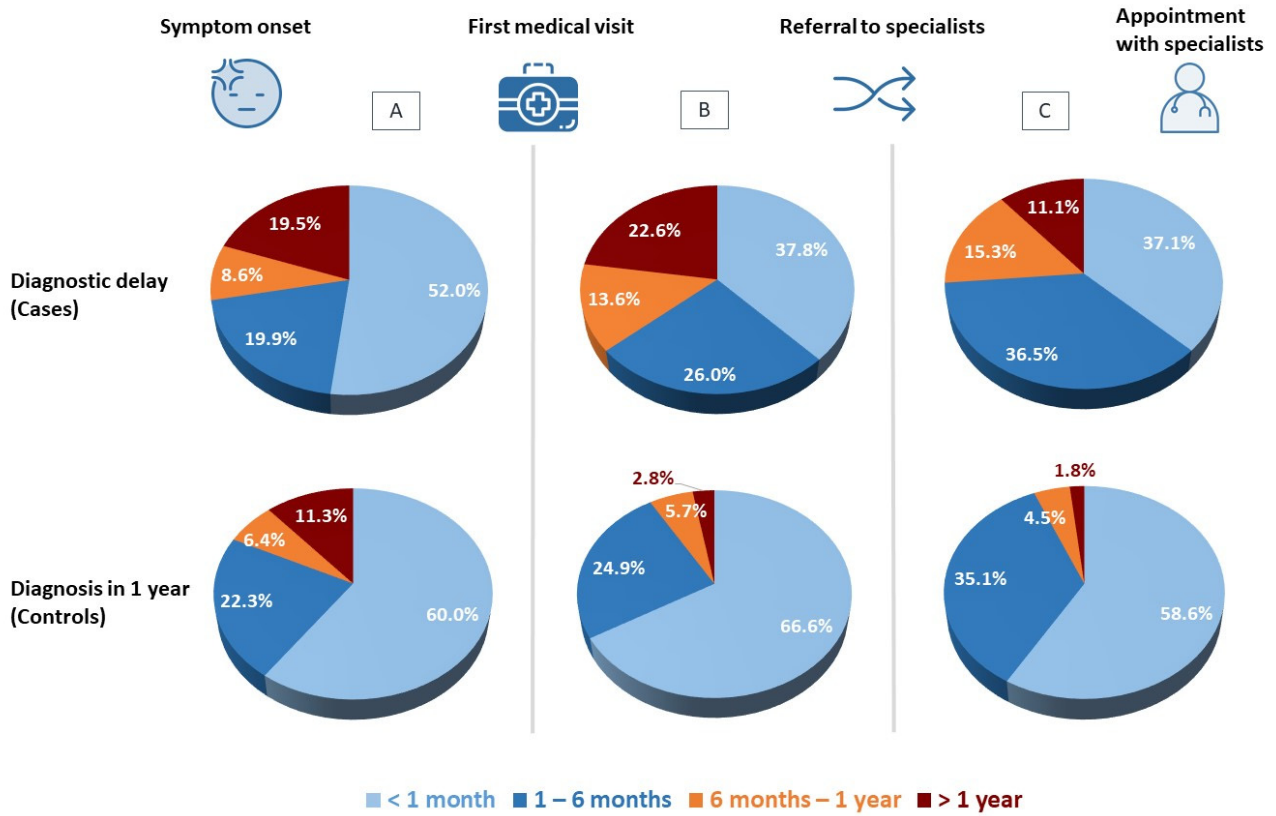 Symptom onset
First medical visit
Referral to specialists
Appointment
with specialists
A
B
C
Diagnostic delay
(Cases)
19.5%
8.6%
19.9%
52.0%
22.6%
13.6%
26.0%
37.8%
11.1%
15.3%
36.5%
37.1%
Diagnosis in 1 year
(Controls)
11.3%
6.4%
22.3%
60.0%
2.8%
5.7%
24.9%
66.6%
1.8%
4.5%
35.1%
58.6%
< 1 month 1 – 6 months 6 months – 1 year > 1 year